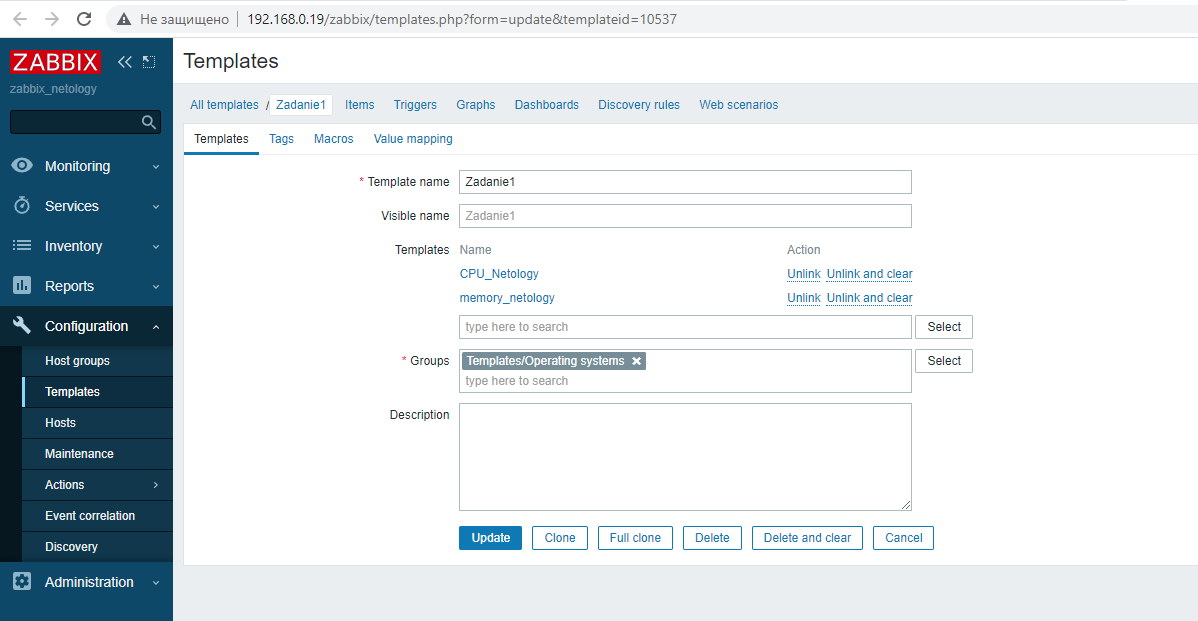 Не защищено | 192.168.0.19/zabbix/templates.php?form=update&templateid=10537
ZABBIX
zabbix_netology
Monitoring
Services
Inventory
Reports
Configuration
Host groups
Templates
Hosts
Maintenance
Actions
Event correlation
Discovery
Administration
Templates
All templates / Zadanie1 Items Triggers Graphs Dashboards Discovery rules Web scenarios
Templates Tags Macros Value mapping
* Template name Zadanie1
Visible name Zadanie1
Templates Name Action
CPU_Netology Unlink Unlink and clear
memory_netology Unlink Unlink and clear
type here to search Select
* Groups Templates/Operating systems Select
type here to search
Description
Update Clone Full clone Delete Delete and clear Cancel